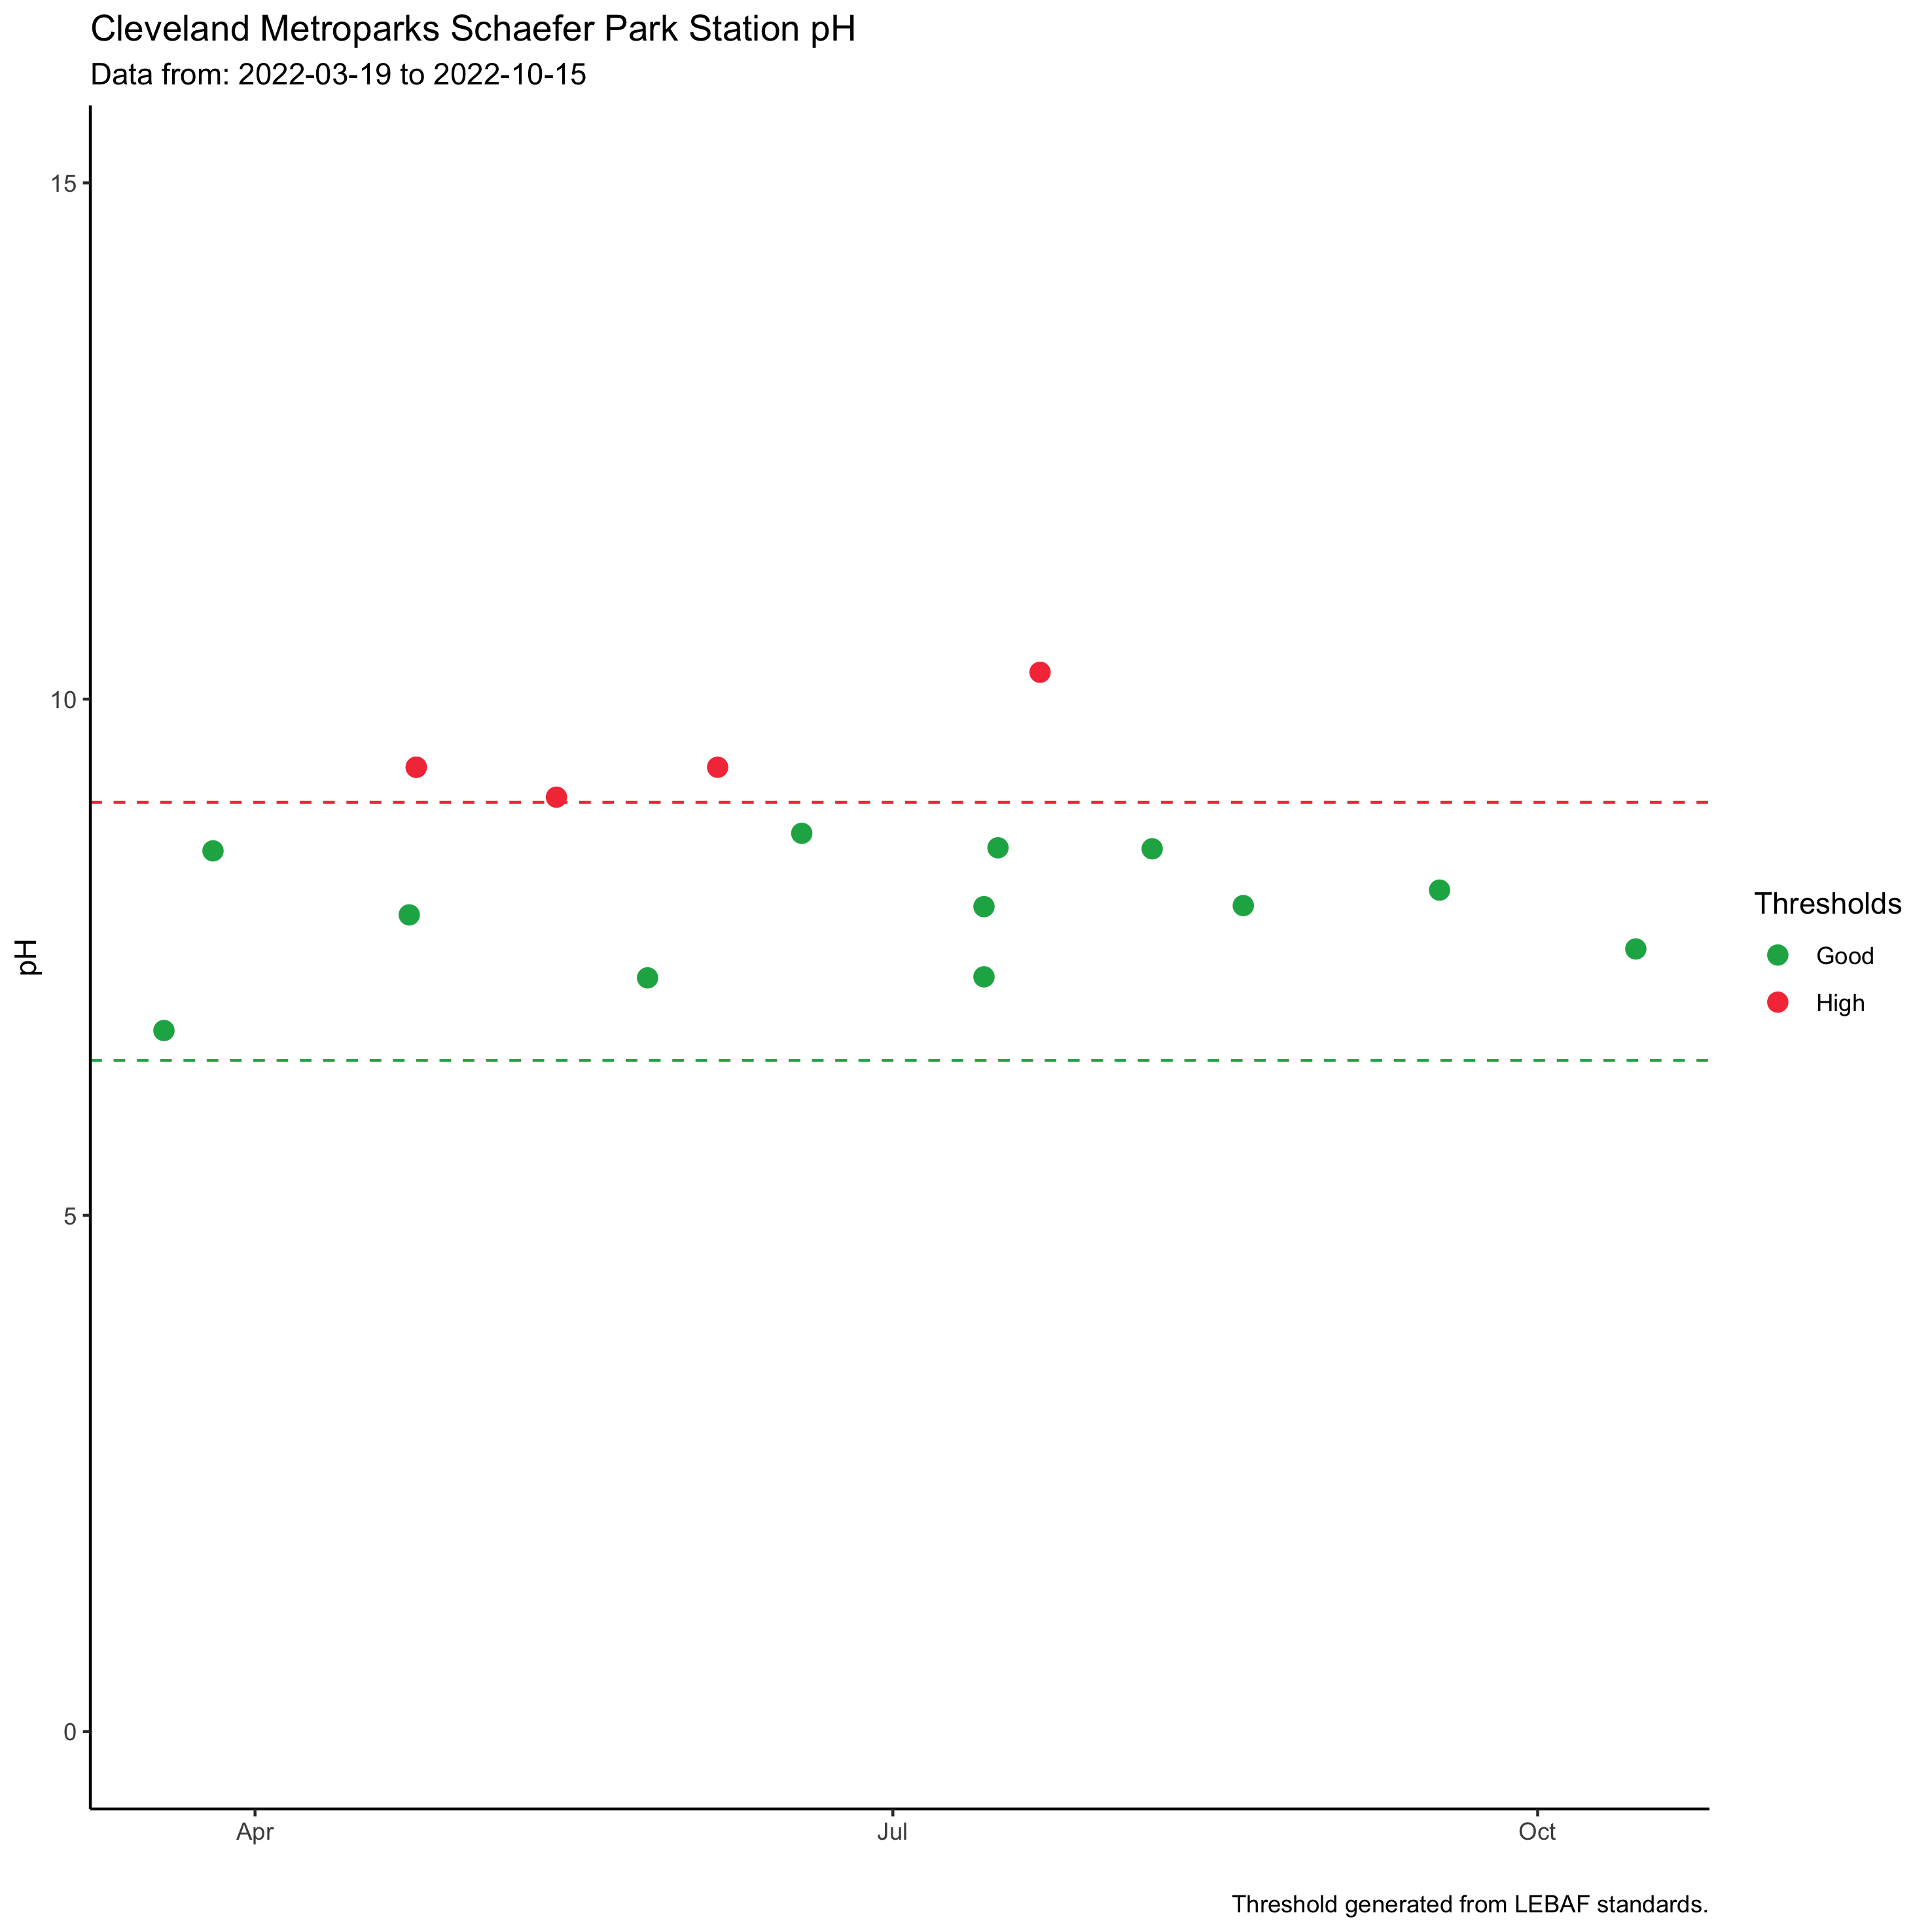 Cleveland Metroparks Schaefer Park Station pH
Data from: 2022-03-19 to 2022-10-15
15
10
5
0
pH
Apr Jul Oct
Thresholds
Good
High
Threshold generated from LEBAF standards.